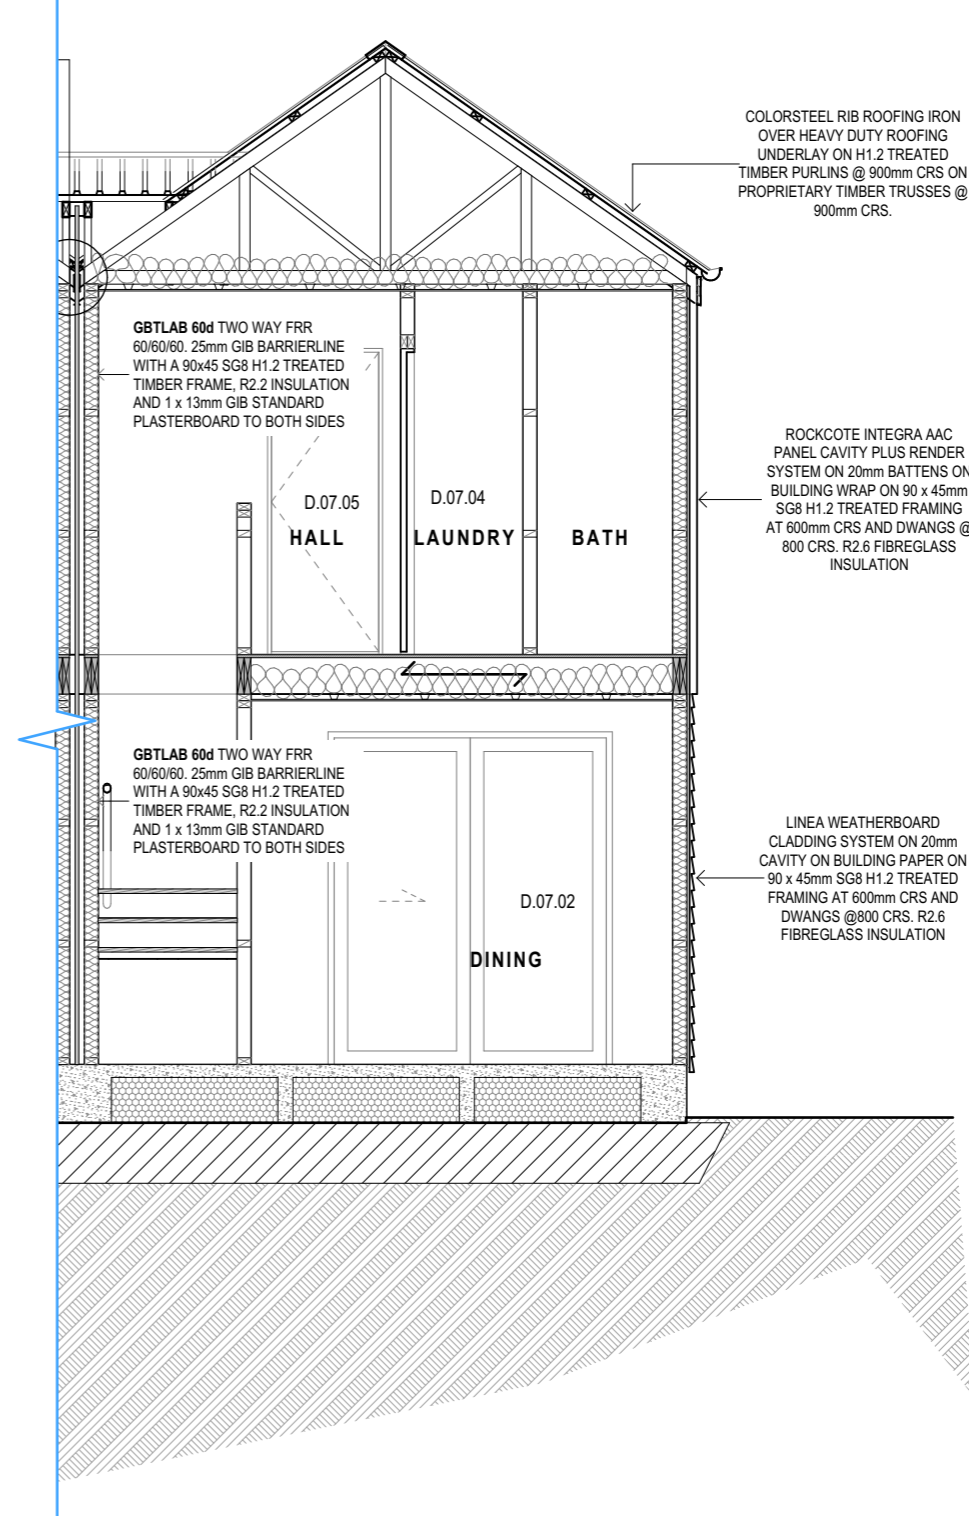 COLORSTEEL RIB ROOFING IRON
OVER HEAVY DUTY ROOFING
UNDERLAY ON H1.2 TREATED
TIMBER PURLINS @ 900mm CRS ON
PROPRIETARY TIMBER TRUSSES @
900mm CRS.
GBTLAB 60d TWO WAY FRR
60/60/60. 25mm GIB BARRIERLINE
WITH A 90x45 SG8 H1.2 TREATED
TIMBER FRAME, R2.2 INSULATION
AND 1 x 13mm GIB STANDARD
PLASTERBOARD TO BOTH SIDES
ROCKCOTE INTEGRA AAC
PANEL CAVITY PLUS RENDER
SYSTEM ON 20mm BATTENS ON
BUILDING WRAP ON 90 x 45mm
SG8 H1.2 TREATED FRAMING
AT 600mm CRS AND DWANGS @
800 CRS. R2.6 FIBREGLASS
INSULATION
D.07.05
D.07.04
HALL
LAUNDRY
BATH
GBTLAB 60d TWO WAY FRR
60/60/60. 25mm GIB BARRIERLINE
WITH A 90x45 SG8 H1.2 TREATED
TIMBER FRAME, R2.2 INSULATION
AND 1 x 13mm GIB STANDARD
PLASTERBOARD TO BOTH SIDES
LINEA WEATHERBOARD
CLADDING SYSTEM ON 20mm
CAVITY ON BUILDING PAPER ON
90 x 45mm SG8 H1.2 TREATED
FRAMING AT 600mm CRS AND
DWANGS @800 CRS. R2.6
FIBREGLASS INSULATION
D.07.02
DINING